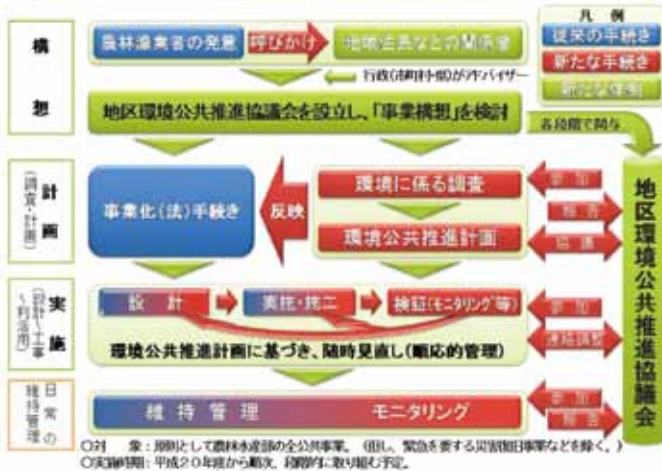 凡 例
従来の手続き
新たな手続き
新たな体制
構想
農林漁業者の発意
呼びかけ
地域住民などの関係者
行政(市町村・県)がアドバイザー
地区環境公共推進協議会を設立し、「事業構想」を検討
各段階で関与
計画
(調査・計画)
事業化(法)手続き
反映
環境に係る調査
環境公共推進計画
参加
報告
協議
地区環境公共推進協議会
実施
(設計~工事~利活用)
設 計
実施・施工
検証(モニタリング等)
環境公共推進計画に基づき、随時見直し(順応的管理)
参加
連絡調整
日常の維持管理
維 持 管 理
モニタリング
参加
報告
○対 象:原則として農林水産部の全公共事業。(但し、緊急を要する災害復旧事業などを除く。)
○実施時期:平成20年度から順次、段階的に取り組む予定。